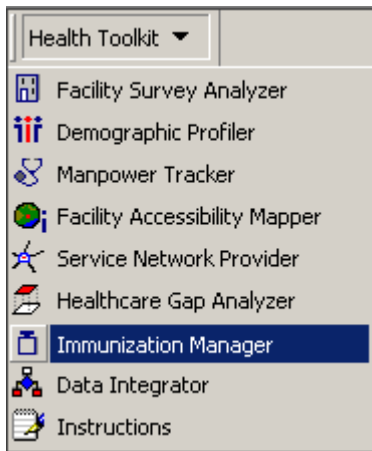 Health Toolkit
Facility Survey Analyzer
Demographic Profiler
Manpower Tracker
Facility Accessibility Mapper
Service Network Provider
Healthcare Gap Analyzer
Immunization Manager
Data Integrator
Instructions